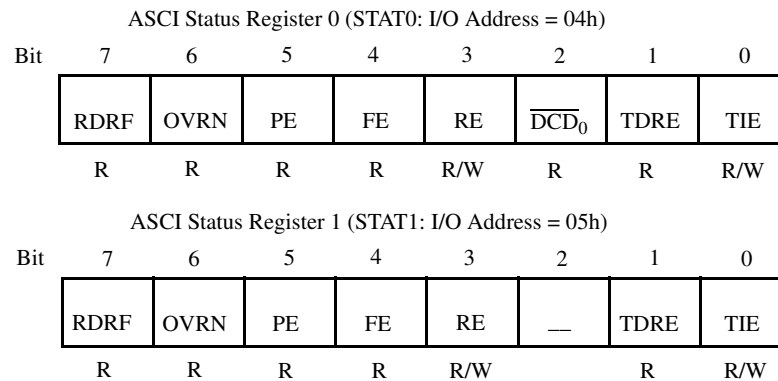 ASCI Status Register 0 (STAT0: I/O Address = 04h)
Bit 7 6 5 4 3 2 1 0
RDRF OVRN PE FE RE D̅C̅D̅₀ TDRE TIE
R R R R R/W R R R/W
ASCI Status Register 1 (STAT1: I/O Address = 05h)
Bit 7 6 5 4 3 2 1 0
RDRF OVRN PE FE RE __ TDRE TIE
R R R R R/W R R/W